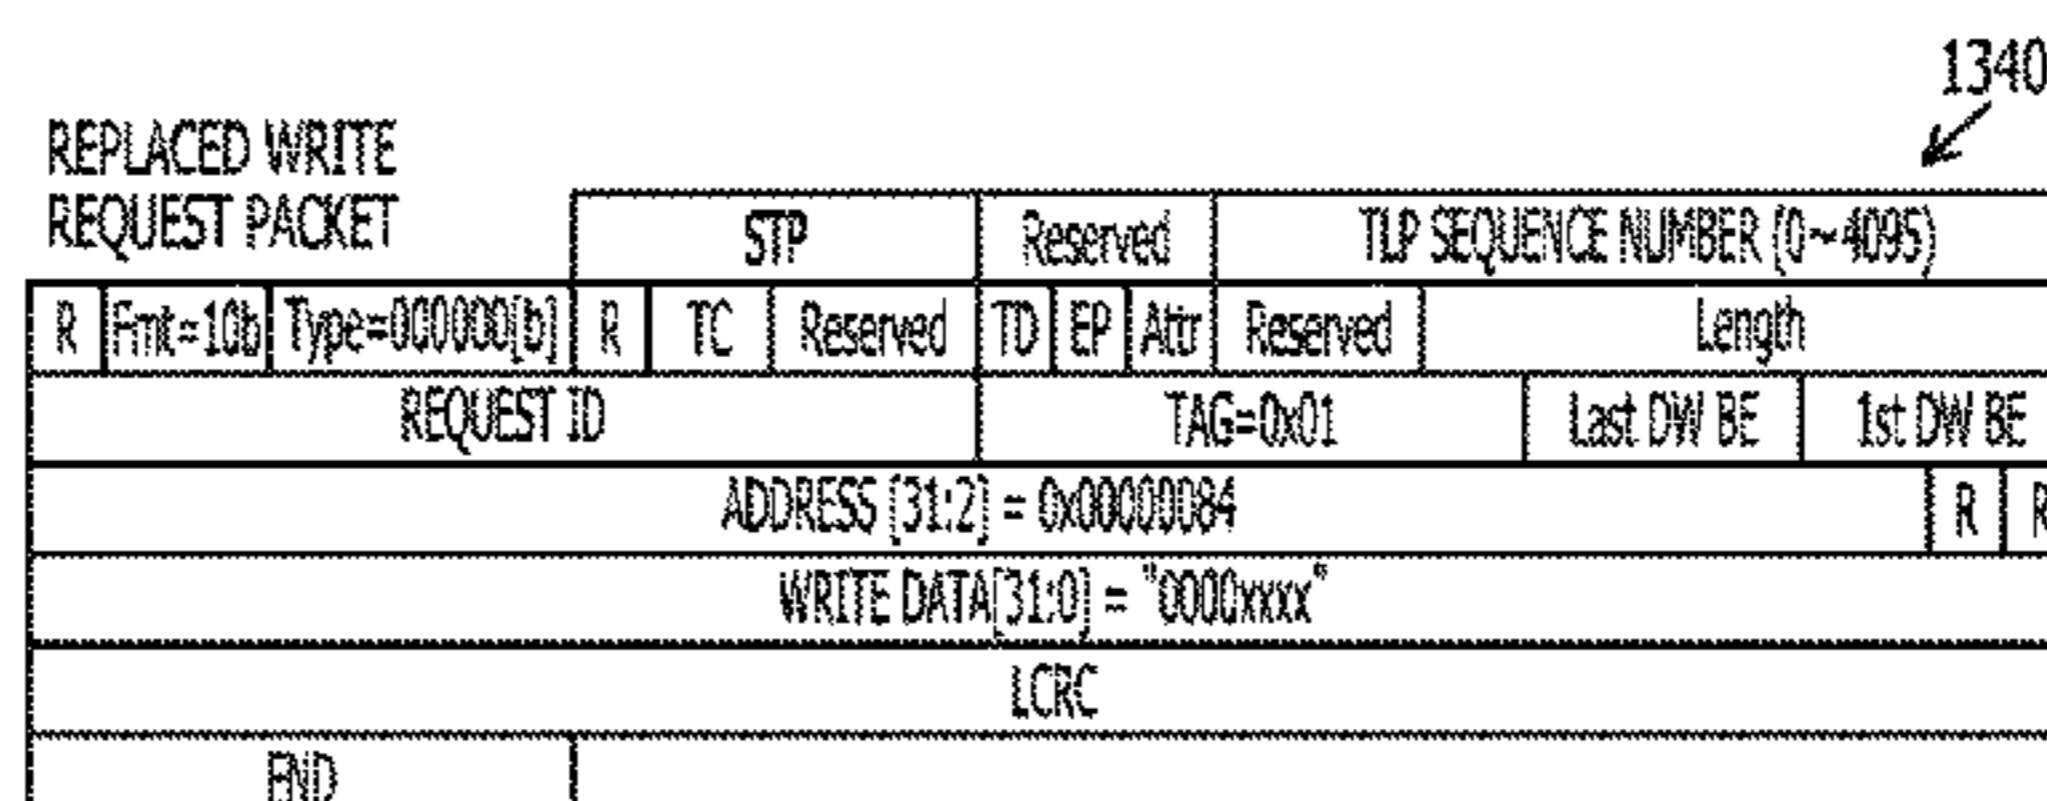 1340
REPLACED WRITE
REQUEST PACKET
STP Reserved TLP SEQUENCE NUMBER (0~4095)
R Fmt=10b Type=000000[b] R TC Reserved TD EP Attr Reserved Length
REQUEST ID TAG=0x01 Last DW BE 1st DW BE
ADDRESS [31:2] = 0x00000084 R R
WRITE DATA[31:0] = "0000xxxx"
LCRC
END